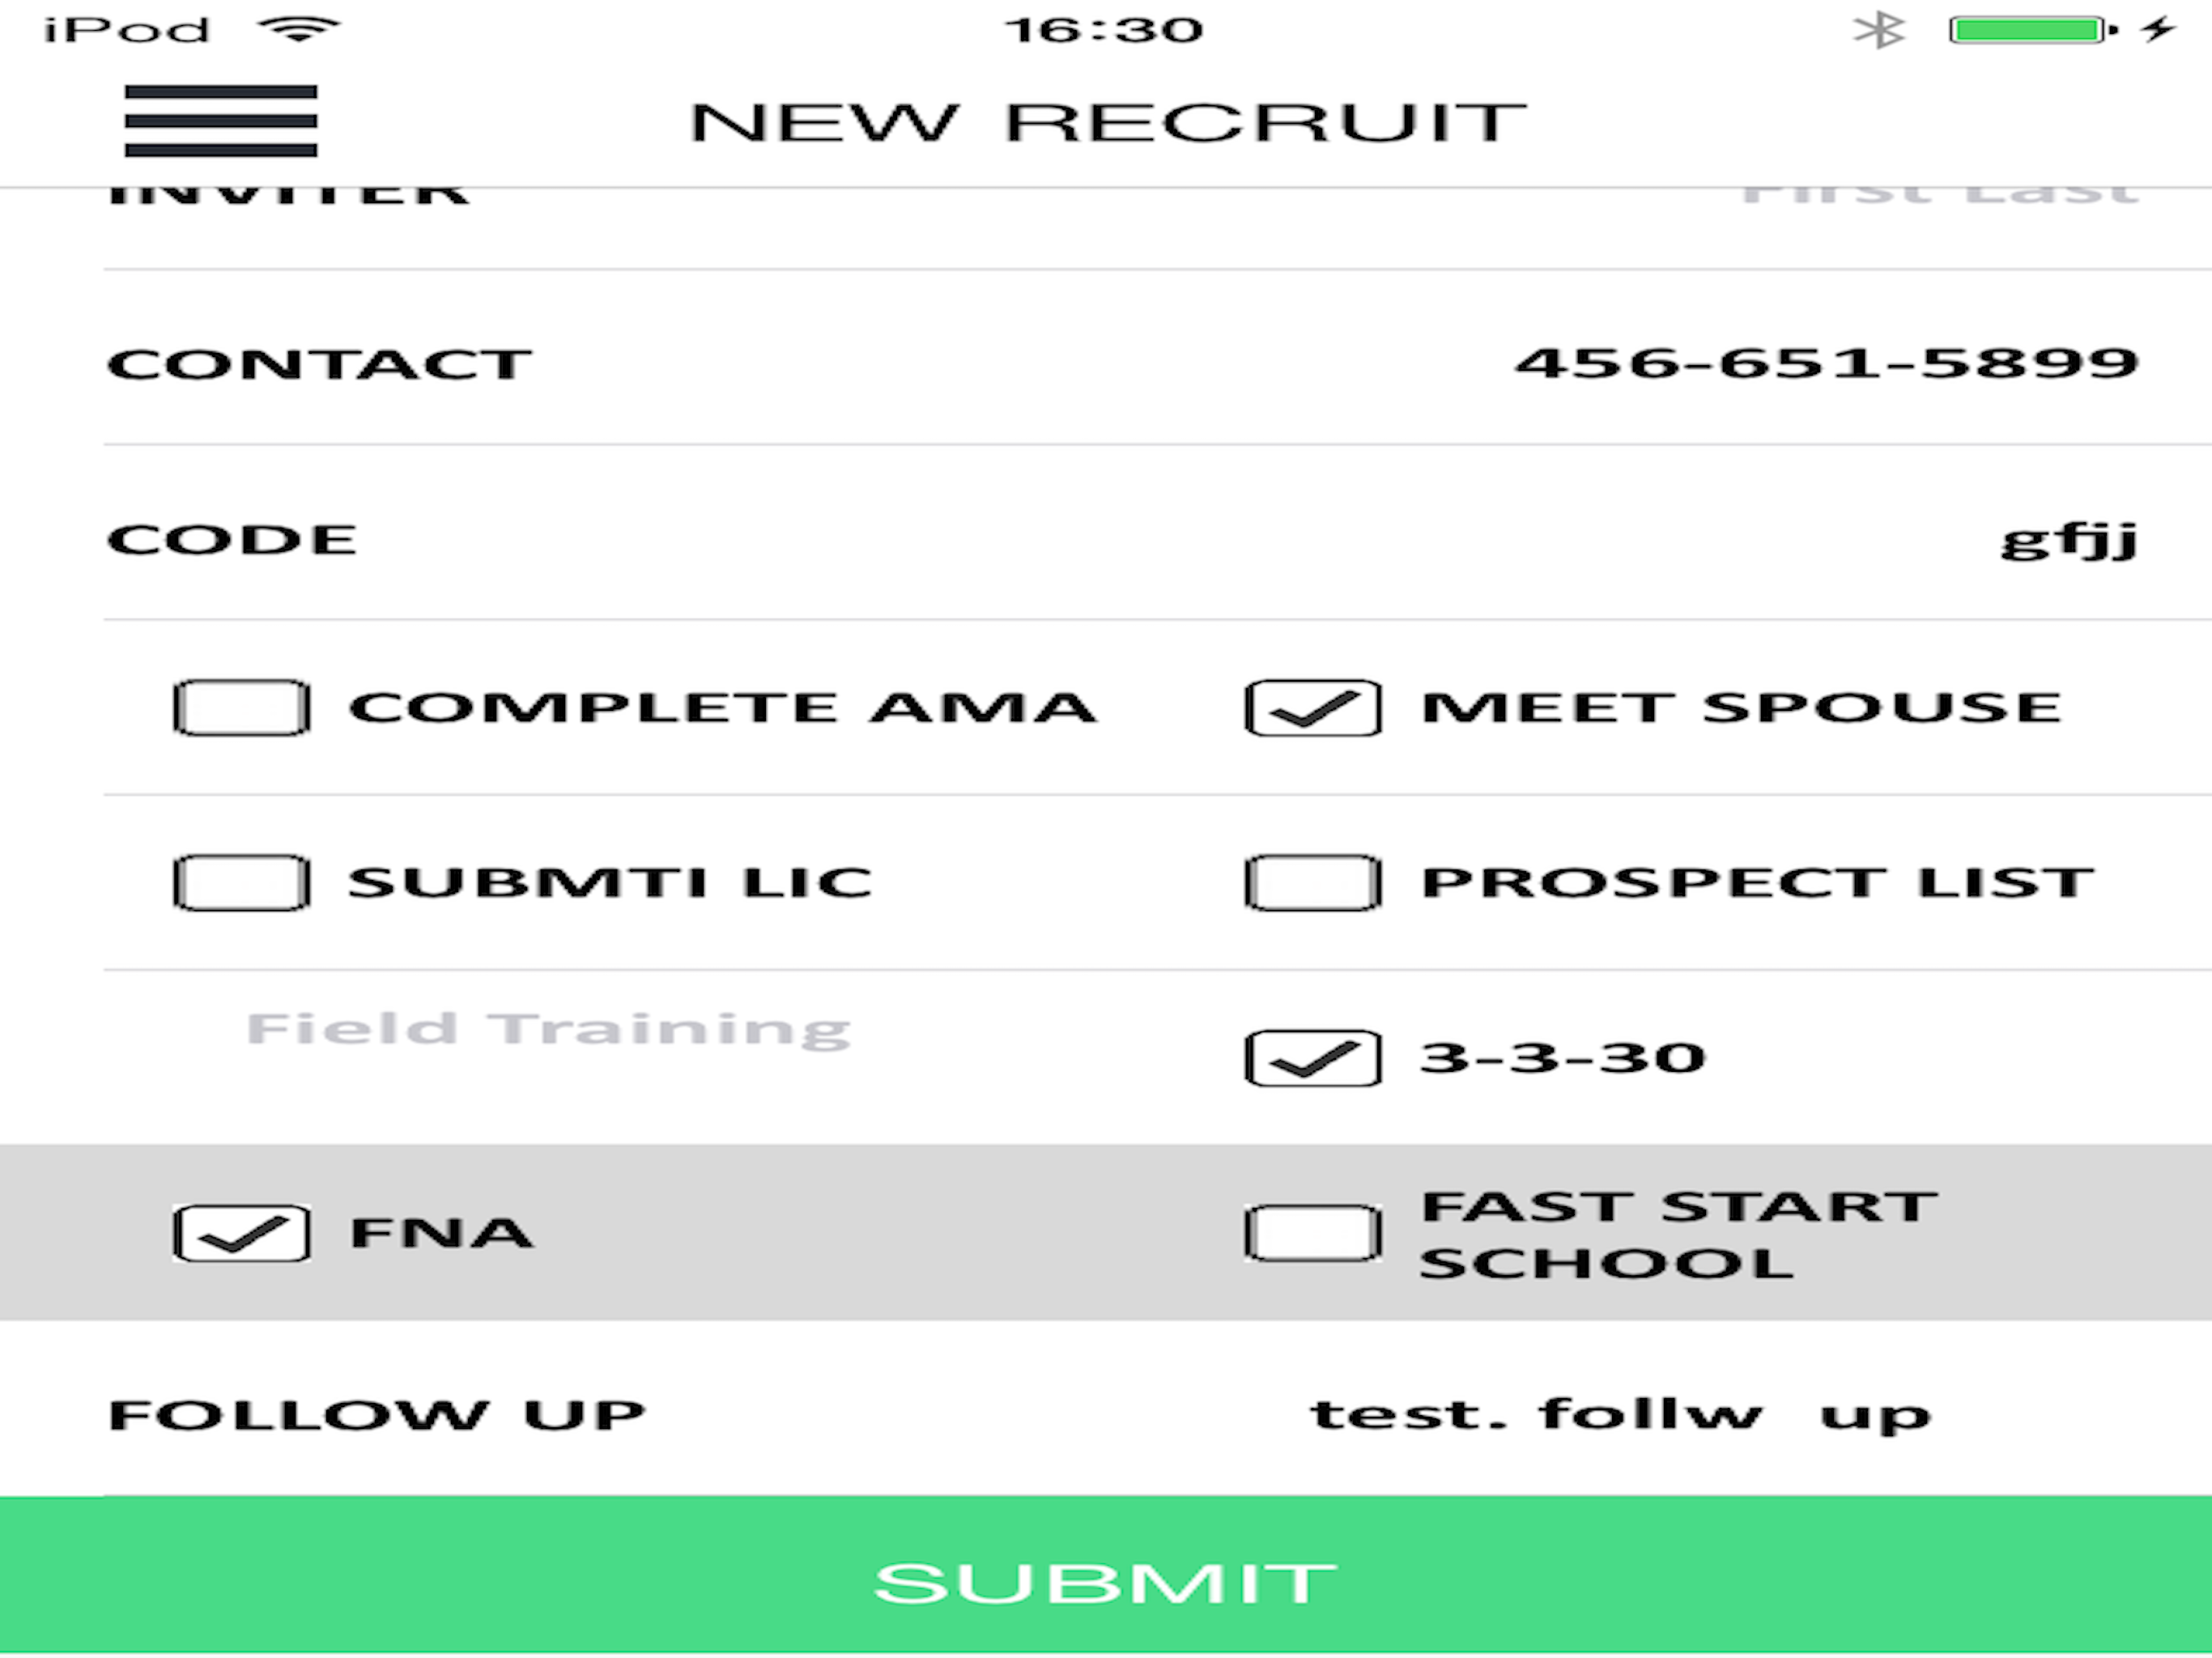 iPod 16:30
NEW RECRUIT
INVITER First Last
CONTACT 456-651-5899
CODE gfjj
COMPLETE AMA MEET SPOUSE
SUBMTI LIC PROSPECT LIST
Field Training 3-3-30
FNA FAST START
SCHOOL
FOLLOW UP test. follw  up
SUBMIT